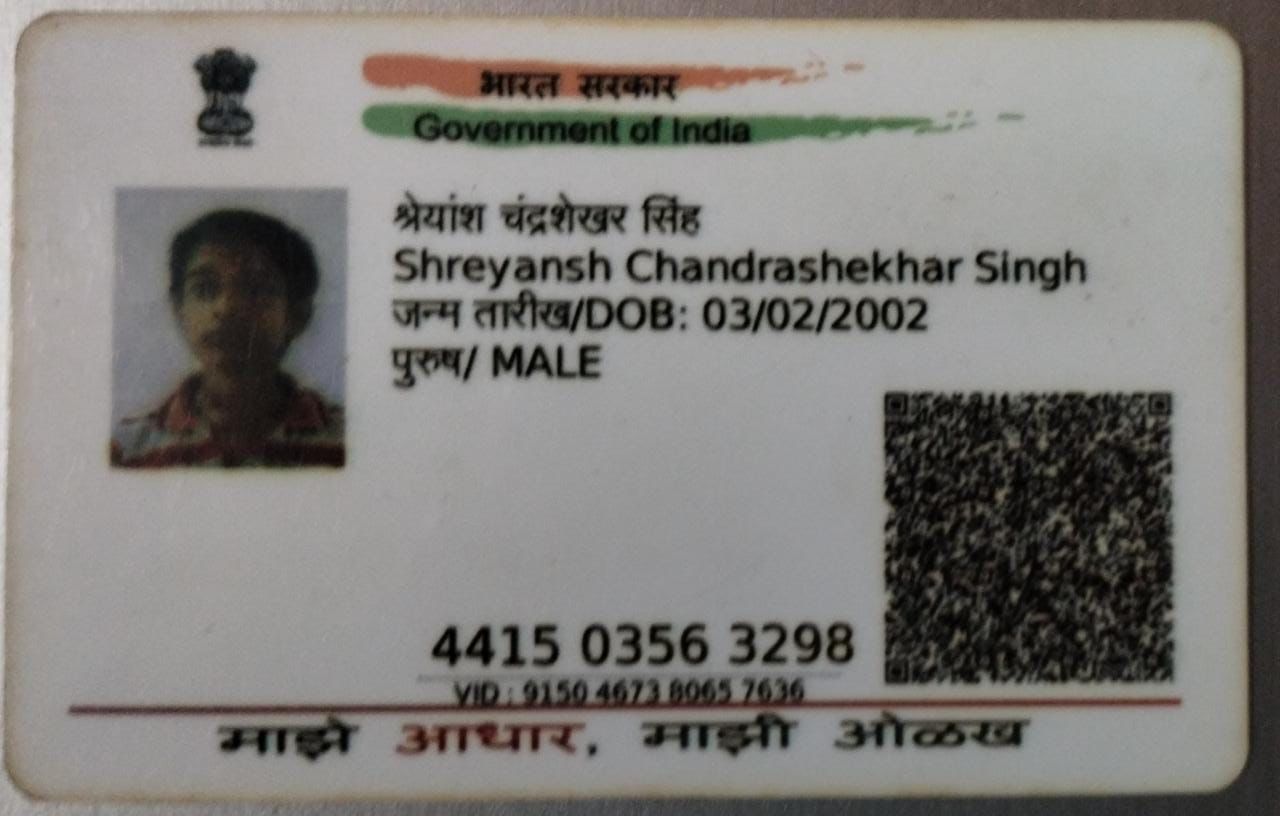 भारत सरकार
Government of India
श्रेयांश चंद्रशेखर सिंह
Shreyansh Chandrashekhar Singh
जन्म तारीख/DOB: 03/02/2002
पुरुष/ MALE
4415 0356 3298
VID : 9150 4673 8065 7636
माझे आधार, माझी ओळख